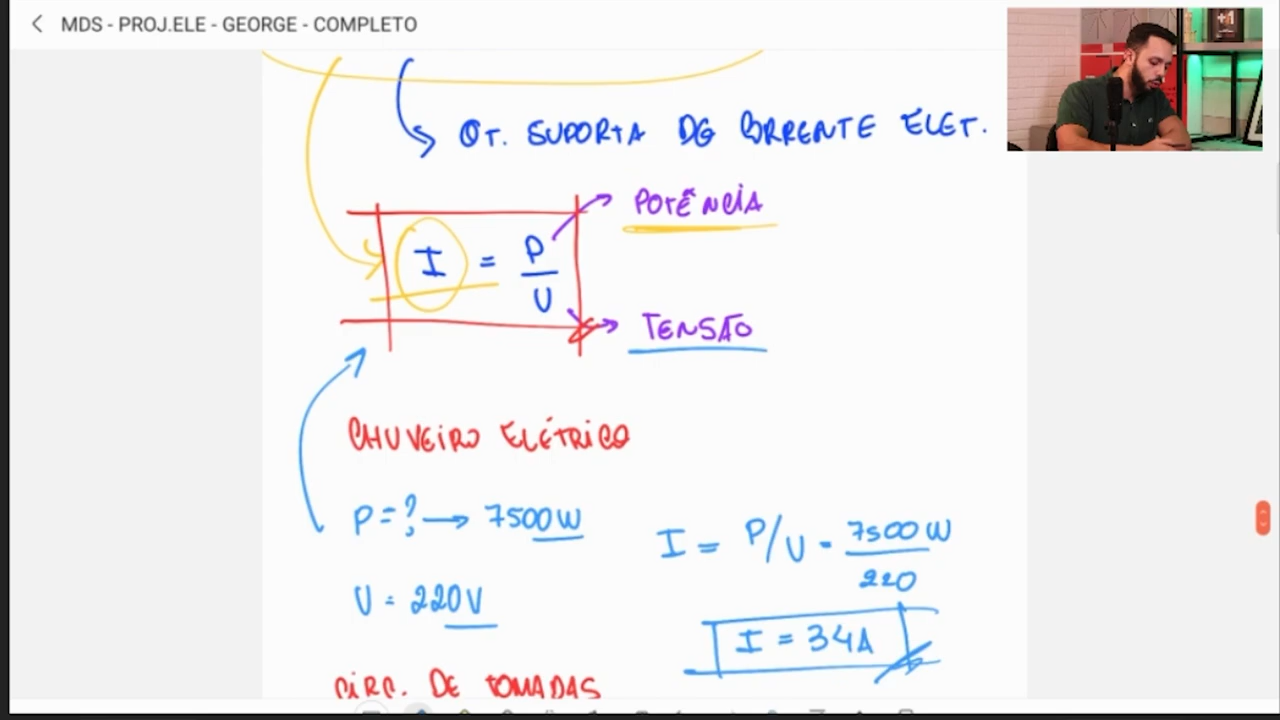 MDS - PROJ.ELE - GEORGE - COMPLETO
QT. SUPORTA DE CORRENTE ELET.
POTÊNCIA
I = P/U
TENSÃO
CHUVEIRO ELÉTRICO
P = ? → 7500W
I = P/U = 7500W/220
U = 220V
I = 34A
CIRC. DE TOMADAS